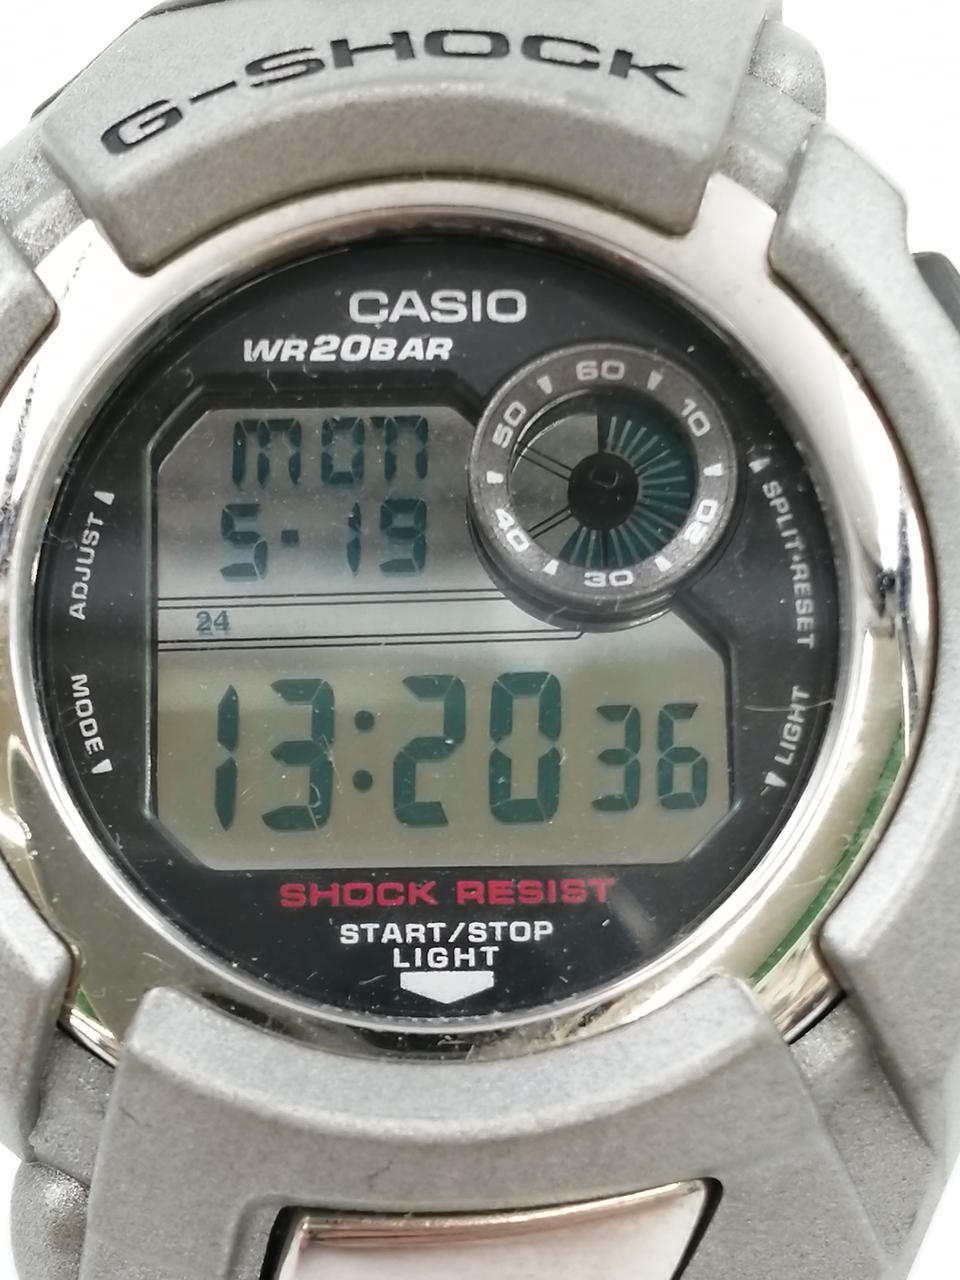 G-SHOCK
CASIO
WR20BAR
60
10
20
30
40
50
MON
5-19
24
13:20 36
ADJUST
MODE
SPLIT·RESET
LIGHT
SHOCK RESIST
START/STOP
LIGHT